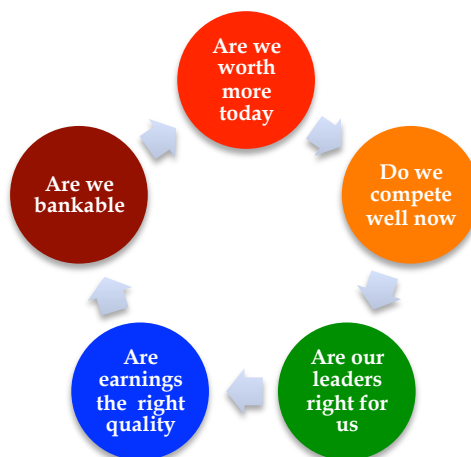 Are we
worth
more
today
Do we
compete
well now
Are our
leaders
right for
us
Are
earnings
the right
quality
Are we
bankable